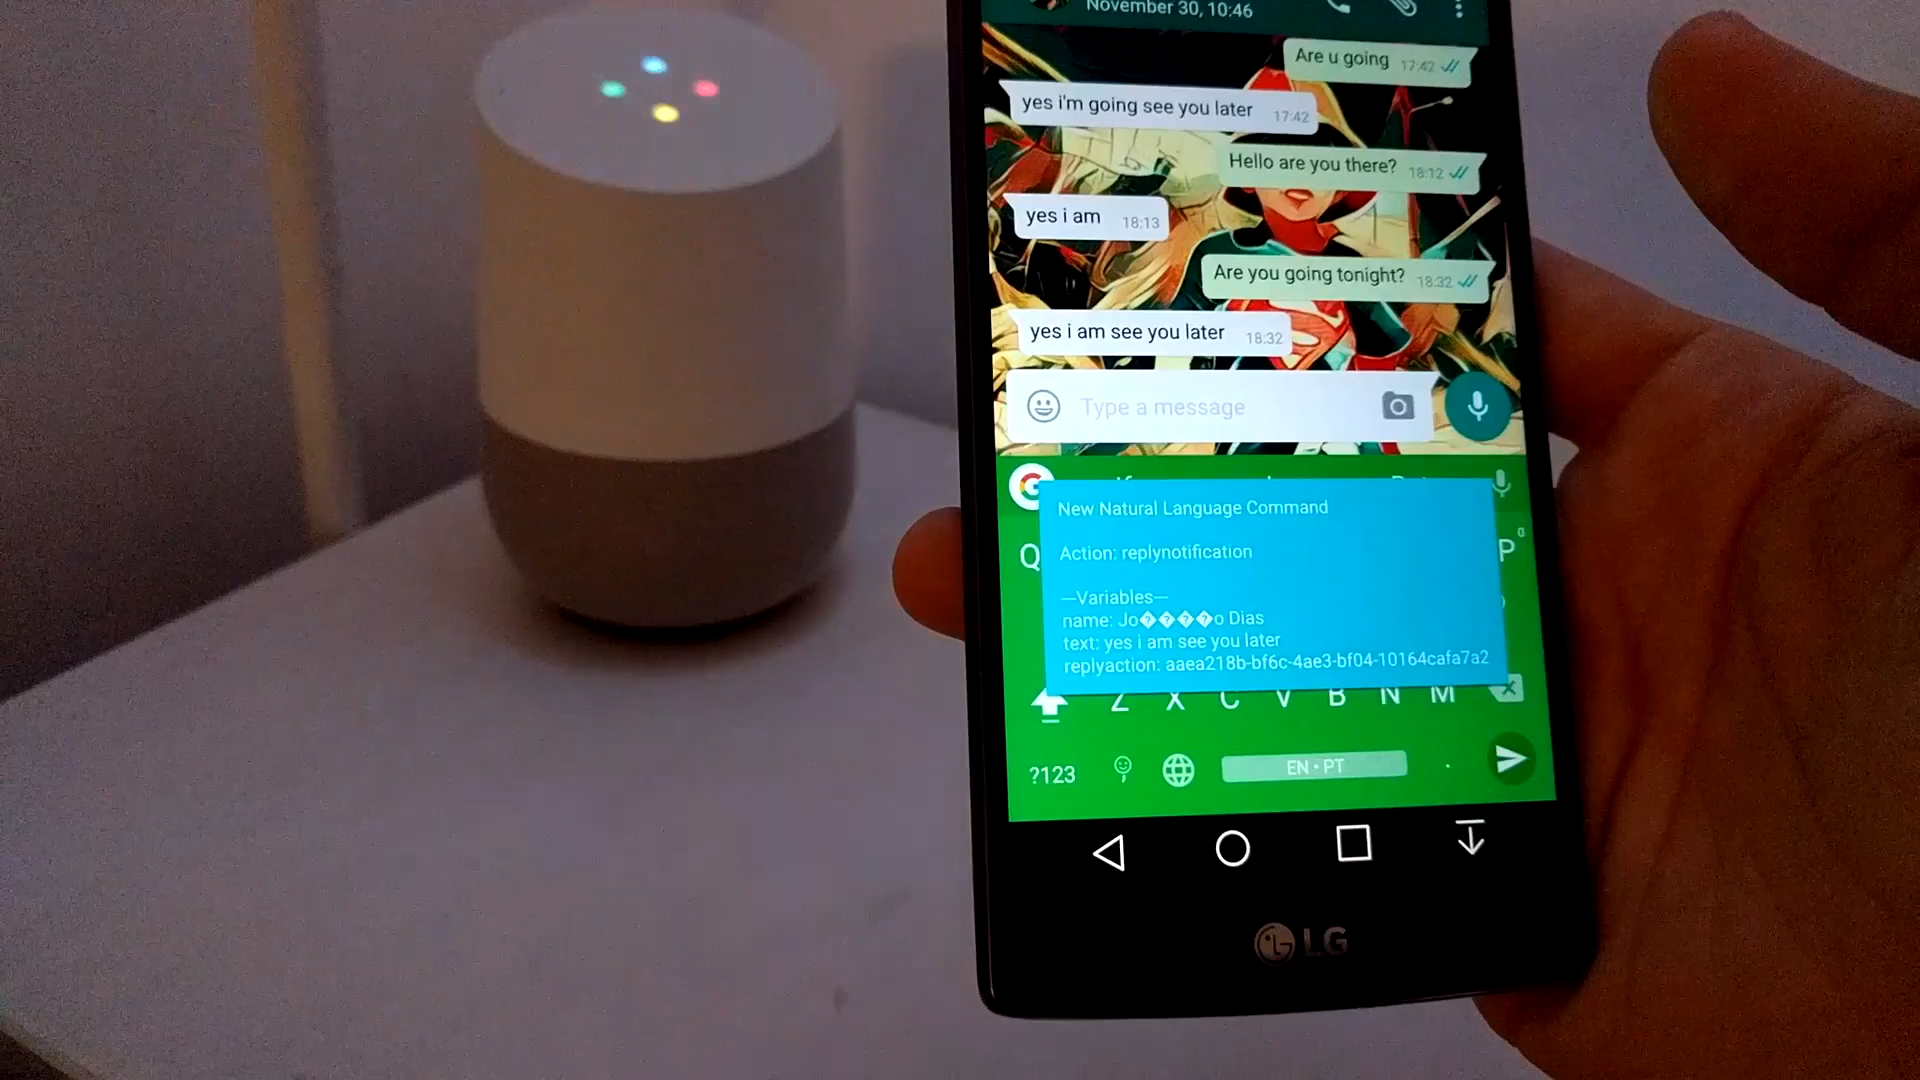 November 30, 10:46
Are u going 17:42
yes i'm going see you later 17:42
Hello are you there? 18:12
yes i am 18:13
Are you going tonight? 18:32
yes i am see you later 18:32
Type a message
New Natural Language Command
Action: replynotification
—Variables—
name: Jo����o Dias
text: yes i am see you later
replyaction: aaea218b-bf6c-4ae3-bf04-10164cafa7a2
Q P 0
Z X C V B N M
?123 EN • PT .
LG